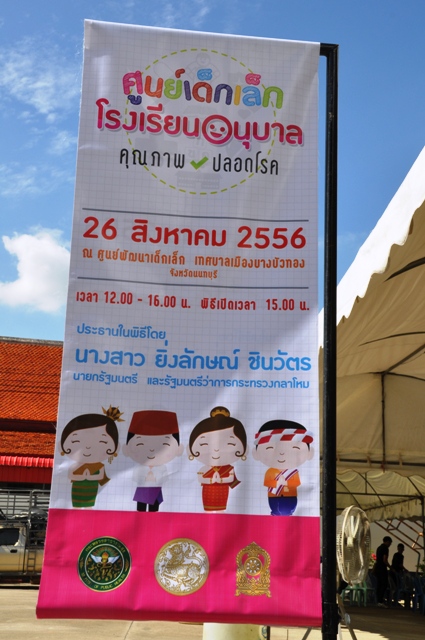 ศูนย์เด็กเล็ก
โรงเรียนอนุบาล
คุณภาพ ปลอดโรค
26 สิงหาคม 2556
ณ ศูนย์พัฒนาเด็กเล็ก เทศบาลเมืองบางบัวทอง
จังหวัดนนทบุรี
เวลา 12.00 - 16.00 น. พิธีเปิดเวลา 15.00 น.
ประธานในพิธีโดย
นางสาว ยิ่งลักษณ์ ชินวัตร
นายกรัฐมนตรี และรัฐมนตรีว่าการกระทรวงกลาโหม